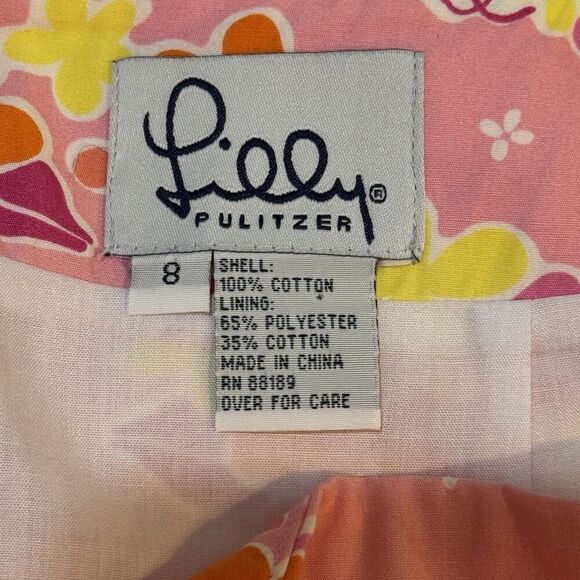 Lilly®
PULITZER
8
SHELL:
100% COTTON
LINING:
65% POLYESTER
35% COTTON
MADE IN CHINA
RN 88189
OVER FOR CARE